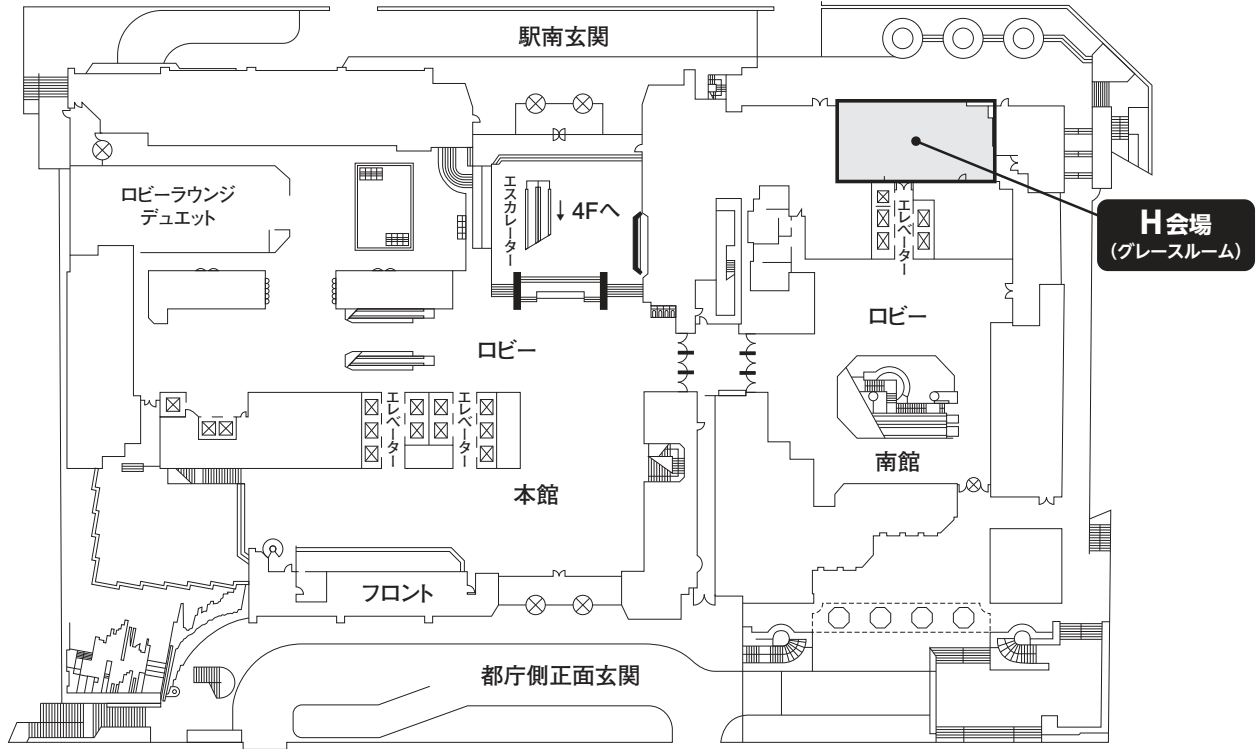 駅南玄関
ロビーラウンジ
デュエット
エスカレーター
↓ 4Fへ
エレベーター
H会場
(グレースルーム)
ロビー
ロビー
エレベーター
エレベーター
南館
本館
フロント
都庁側正面玄関